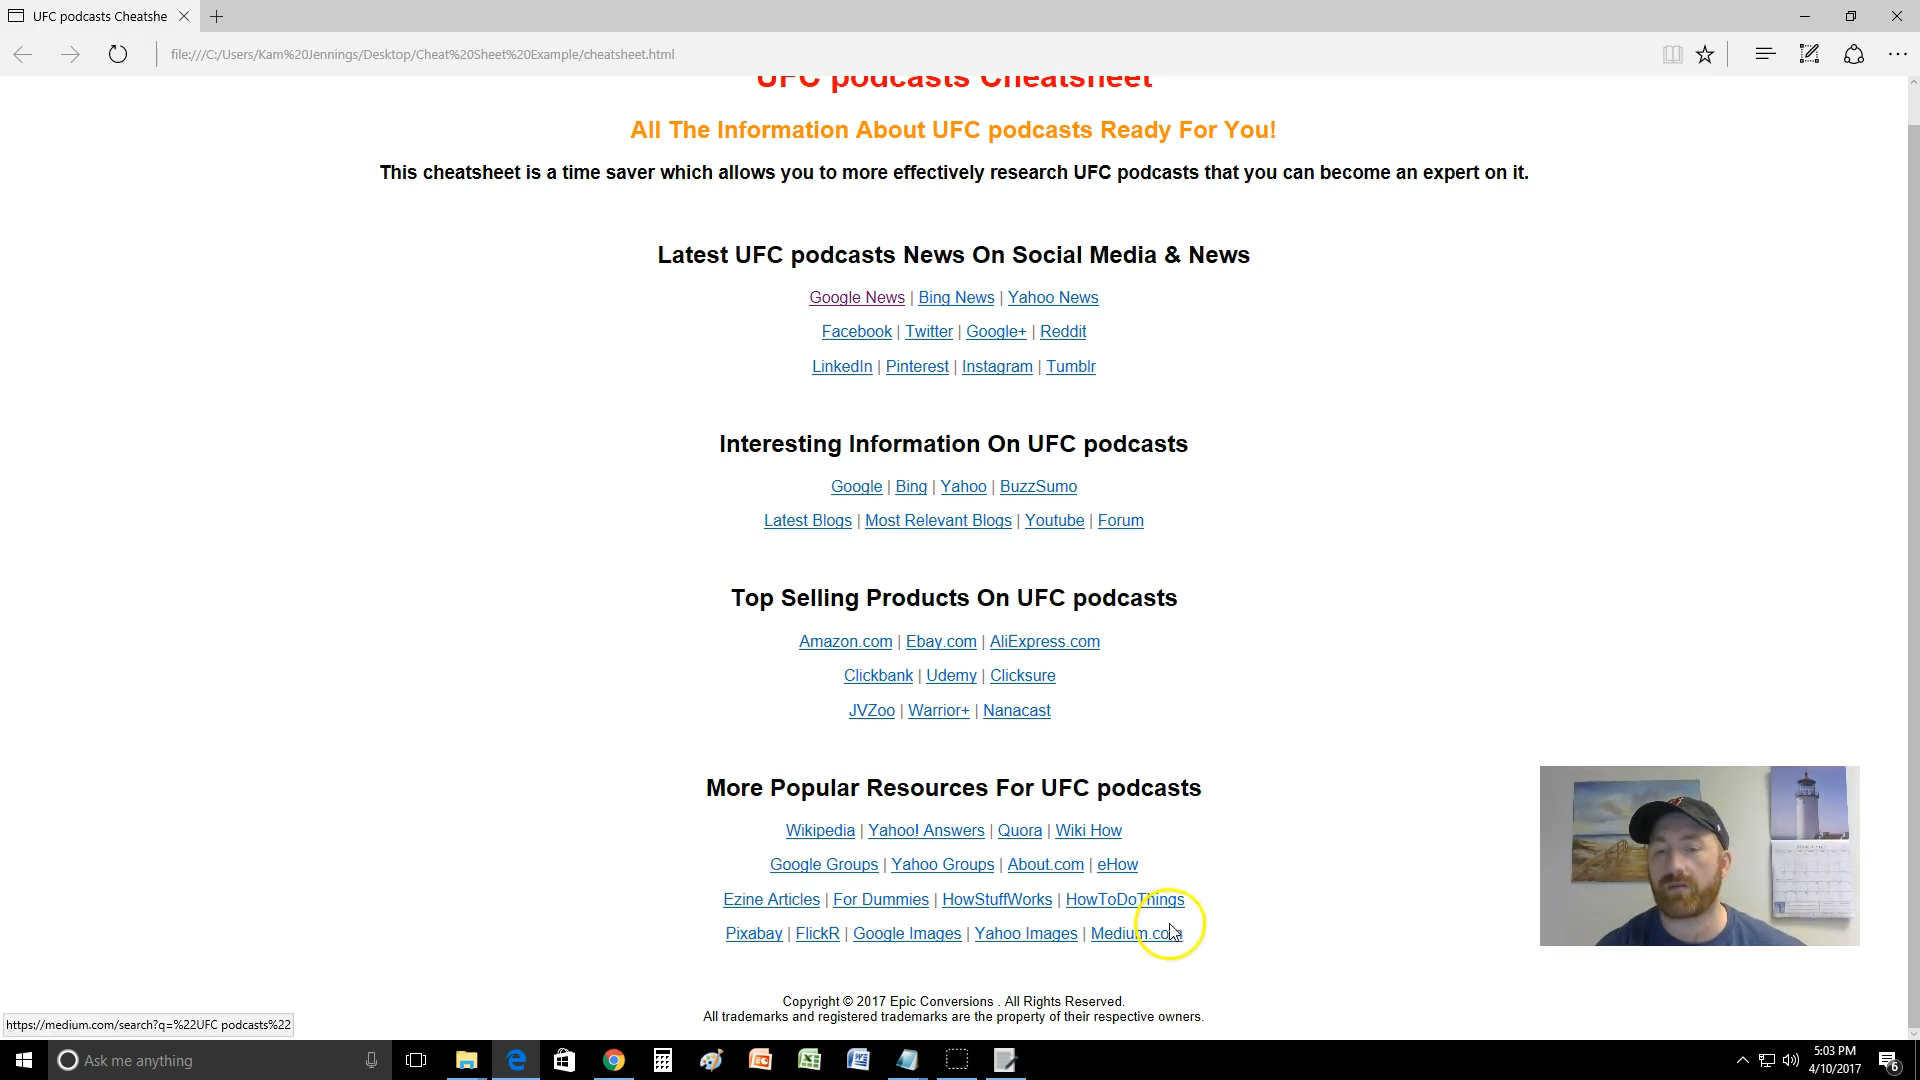 UFC podcasts Cheatshe
file:///C:/Users/Kam%20Jennings/Desktop/Cheat%20Sheet%20Example/cheatsheet.html
UFC podcasts Cheatsheet
All The Information About UFC podcasts Ready For You!
This cheatsheet is a time saver which allows you to more effectively research UFC podcasts that you can become an expert on it.
Latest UFC podcasts News On Social Media & News
Google News | Bing News | Yahoo News
Facebook | Twitter | Google+ | Reddit
LinkedIn | Pinterest | Instagram | Tumblr
Interesting Information On UFC podcasts
Google | Bing | Yahoo | BuzzSumo
Latest Blogs | Most Relevant Blogs | Youtube | Forum
Top Selling Products On UFC podcasts
Amazon.com | Ebay.com | AliExpress.com
Clickbank | Udemy | Clicksure
JVZoo | Warrior+ | Nanacast
More Popular Resources For UFC podcasts
Wikipedia | Yahoo! Answers | Quora | Wiki How
Google Groups | Yahoo Groups | About.com | eHow
Ezine Articles | For Dummies | HowStuffWorks | HowToDoThings
Pixabay | FlickR | Google Images | Yahoo Images | Medium.com
Copyright © 2017 Epic Conversions . All Rights Reserved.
All trademarks and registered trademarks are the property of their respective owners.
https://medium.com/search?q=%22UFC podcasts%22
Ask me anything
5:03 PM
4/10/2017
6